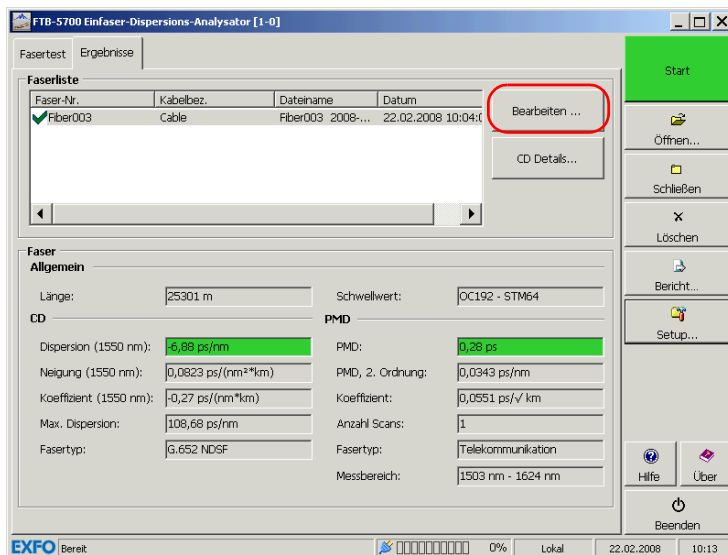 FTB-5700 Einfaser-Dispersions-Analysator [1-0]
Fasertest Ergebnisse
Faserliste
Faser-Nr. Kabelbez. Dateiname Datum
Fiber003 Cable Fiber003 2008-... 22.02.2008 10:04:0
Bearbeiten ...
CD Details...
Faser
Allgemein
Länge: 25301 m Schwellwert: OC192 - STM64
CD PMD
Dispersion (1550 nm): -6,88 ps/nm PMD: 0,28 ps
Neigung (1550 nm): 0,0823 ps/(nm²*km) PMD, 2. Ordnung: 0,0343 ps/nm
Koeffizient (1550 nm): -0,27 ps/(nm*km) Koeffizient: 0,0551 ps/√ km
Max. Dispersion: 108,68 ps/nm Anzahl Scans: 1
Fasertyp: G.652 NDSF Fasertyp: Telekommunikation
Messbereich: 1503 nm - 1624 nm
Start
Öffnen...
Schließen
Löschen
Bericht...
Setup...
Hilfe Über
Beenden
EXFO Bereit 0% Lokal 22.02.2008 10:13